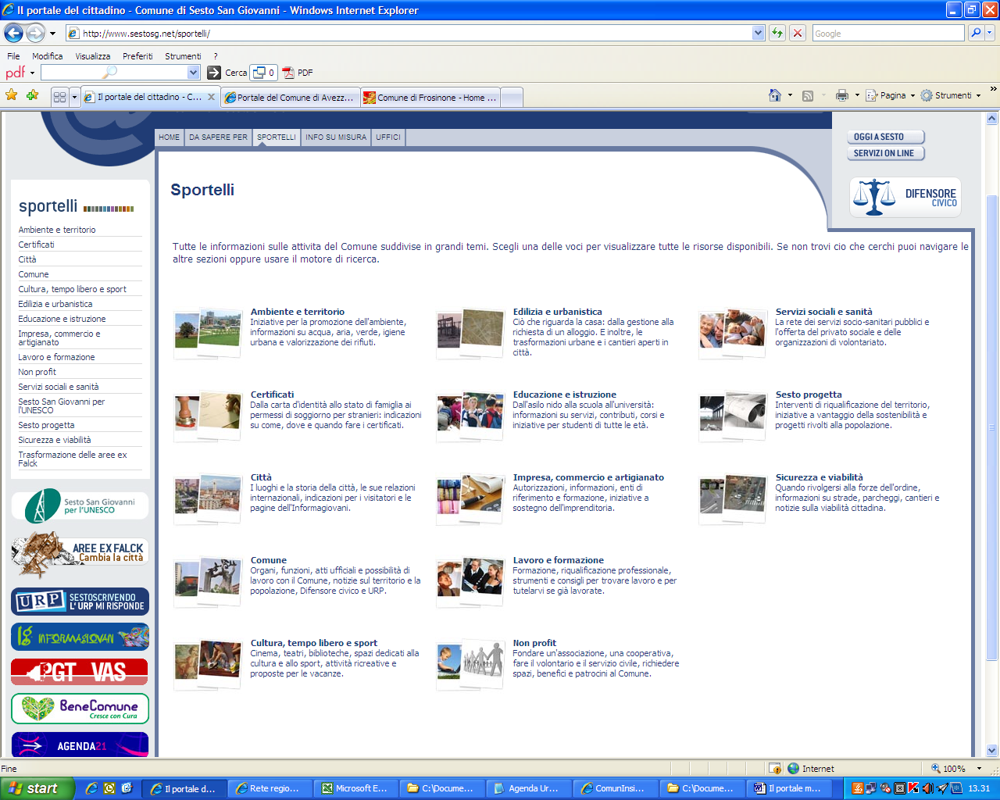 Il portale del cittadino - Comune di Sesto San Giovanni - Windows Internet Explorer
http://www.sestosg.net/sportelli/
Google
File Modifica Visualizza Preferiti Strumenti ?
pdf Cerca 0 PDF
Il portale del cittadino - C...
Portale del Comune di Avezz...
Comune di Frosinone - Home ...
Pagina Strumenti »
HOME DA SAPERE PER SPORTELLI INFO SU MISURA UFFICI
OGGI A SESTO
SERVIZI ON LINE
DIFENSORE
CIVICO
sportelli
Ambiente e territorio
Certificati
Città
Comune
Cultura, tempo libero e sport
Edilizia e urbanistica
Educazione e istruzione
Impresa, commercio e
artigianato
Lavoro e formazione
Non profit
Servizi sociali e sanità
Sesto San Giovanni per
l'UNESCO
Sesto progetta
Sicurezza e viabilità
Trasformazione delle aree ex
Falck
Sesto San Giovanni
per l'UNESCO
AREE EX FALCK
Cambia la città
URP SESTOSCRIVENDO
L'URP MI RISPONDE
Ig INFORMAGIOVANI
PGT VAS
BeneComune
Cresce con Cura
AGENDA21
Sportelli
Tutte le informazioni sulle attivita del Comune suddivise in grandi temi. Scegli una delle voci per visualizzare tutte le risorse disponibili. Se non trovi cio che cerchi puoi navigare le
altre sezioni oppure usare il motore di ricerca.
Ambiente e territorio
Iniziative per la promozione dell'ambiente,
informazioni su acqua, aria, verde, igiene
urbana e valorizzazione dei rifiuti.
Edilizia e urbanistica
Ciò che riguarda la casa: dalla gestione alla
richiesta di un alloggio. E inoltre, le
trasformazioni urbane e i cantieri aperti in
città.
Servizi sociali e sanità
La rete dei servizi socio-sanitari pubblici e
l'offerta del privato sociale e delle
organizzazioni di volontariato.
Certificati
Dalla carta d'identità allo stato di famiglia ai
permessi di soggiorno per stranieri: indicazioni
su come, dove e quando fare i certificati.
Educazione e istruzione
Dall'asilo nido alla scuola all'università:
informazioni su servizi, contributi, corsi e
iniziative per studenti di tutte le età.
Sesto progetta
Interventi di riqualificazione del territorio,
iniziative a vantaggio della sostenibilità e
progetti rivolti alla popolazione.
Città
I luoghi e la storia della città, le sue relazioni
internazionali, indicazioni per i visitatori e le
pagine dell'Informagiovani.
Impresa, commercio e artigianato
Autorizzazioni, informazioni, enti di
riferimento e formazione, iniziative a
sostegno dell'imprenditoria.
Sicurezza e viabilità
Quando rivolgersi alla forze dell'ordine,
informazioni su strade, parcheggi, cantieri e
notizie sulla viabilità cittadina.
Comune
Organi, funzioni, atti ufficiali e possibilità di
lavoro con il Comune, notizie sul territorio e la
popolazione, Difensore civico e URP.
Lavoro e formazione
Formazione, riqualificazione professionale,
strumenti e consigli per trovare lavoro e per
tutelarvi se già lavorate.
Cultura, tempo libero e sport
Cinema, teatri, biblioteche, spazi dedicati alla
cultura e allo sport, attività ricreative e
proposte per le vacanze.
Non profit
Fondare un'associazione, una cooperativa,
fare il volontario e il servizio civile, richiedere
spazi, benefici e patrocini al Comune.
Fine Internet 100%
start Il portale d... Rete regio... Microsoft E... C:\Docume... Agenda Ur... ComunInsi... C:\Docume... Il portale m... 13.31